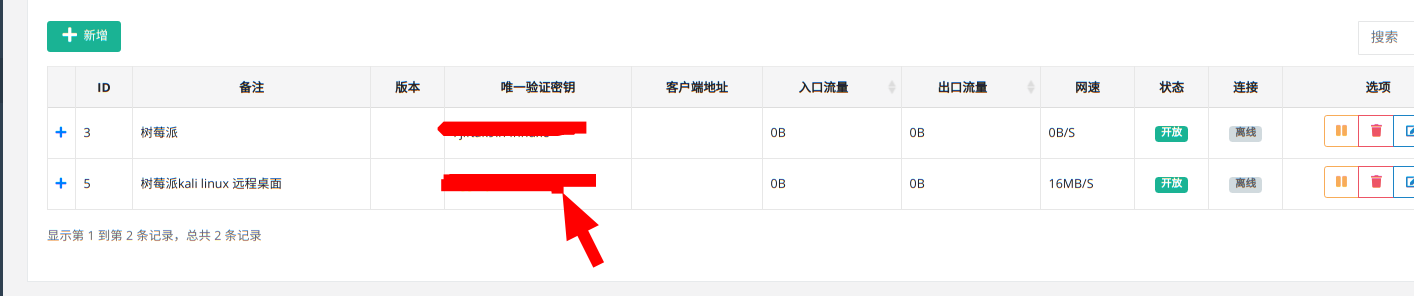 新增
搜索
ID 备注 版本 唯一验证密钥 客户端地址 入口流量 出口流量 网速 状态 连接 选项
3 树莓派 0B 0B 0B/S 开放 离线
5 树莓派kali linux 远程桌面 0B 0B 16MB/S 开放 离线
显示第 1 到第 2 条记录，总共 2 条记录